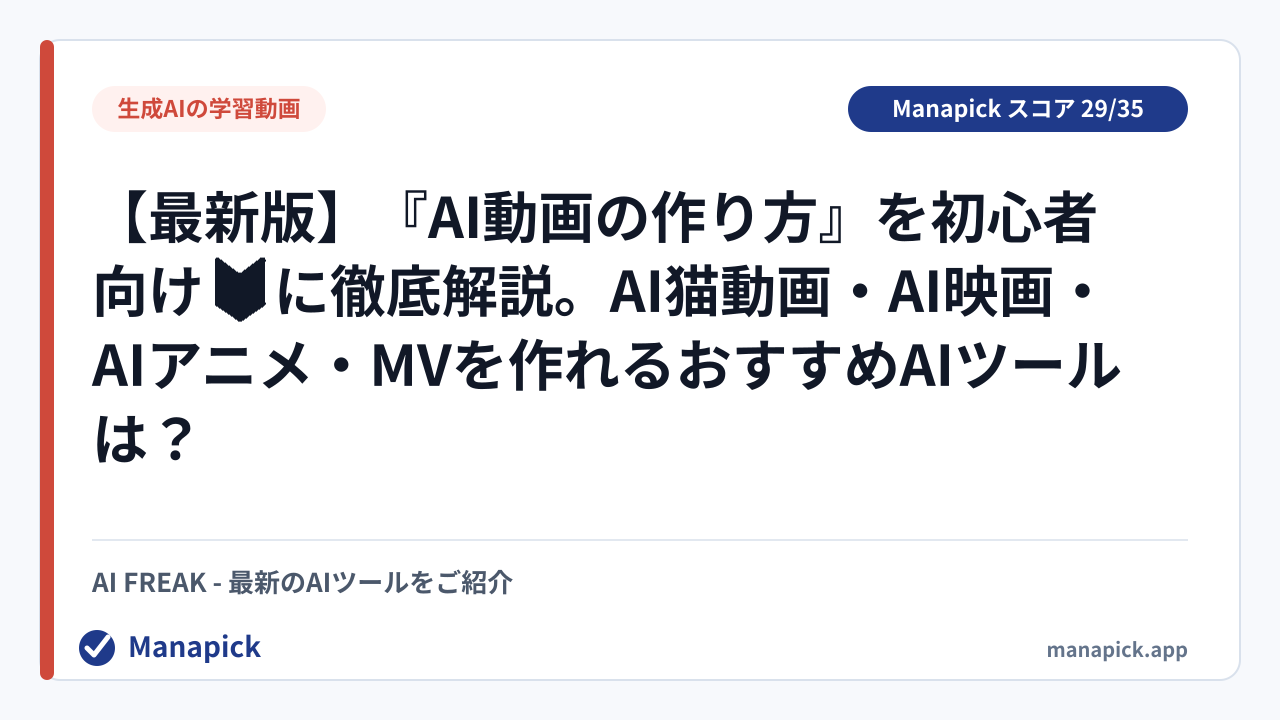 生成AIの学習動画
Manapick スコア 29/35
【最新版】『AI動画の作り方』を初心者
向け🔰に徹底解説。AI猫動画・AI映画・
AIアニメ・MVを作れるおすすめAIツール
は？
AI FREAK - 最新のAIツールをご紹介
Manapick
manapick.app